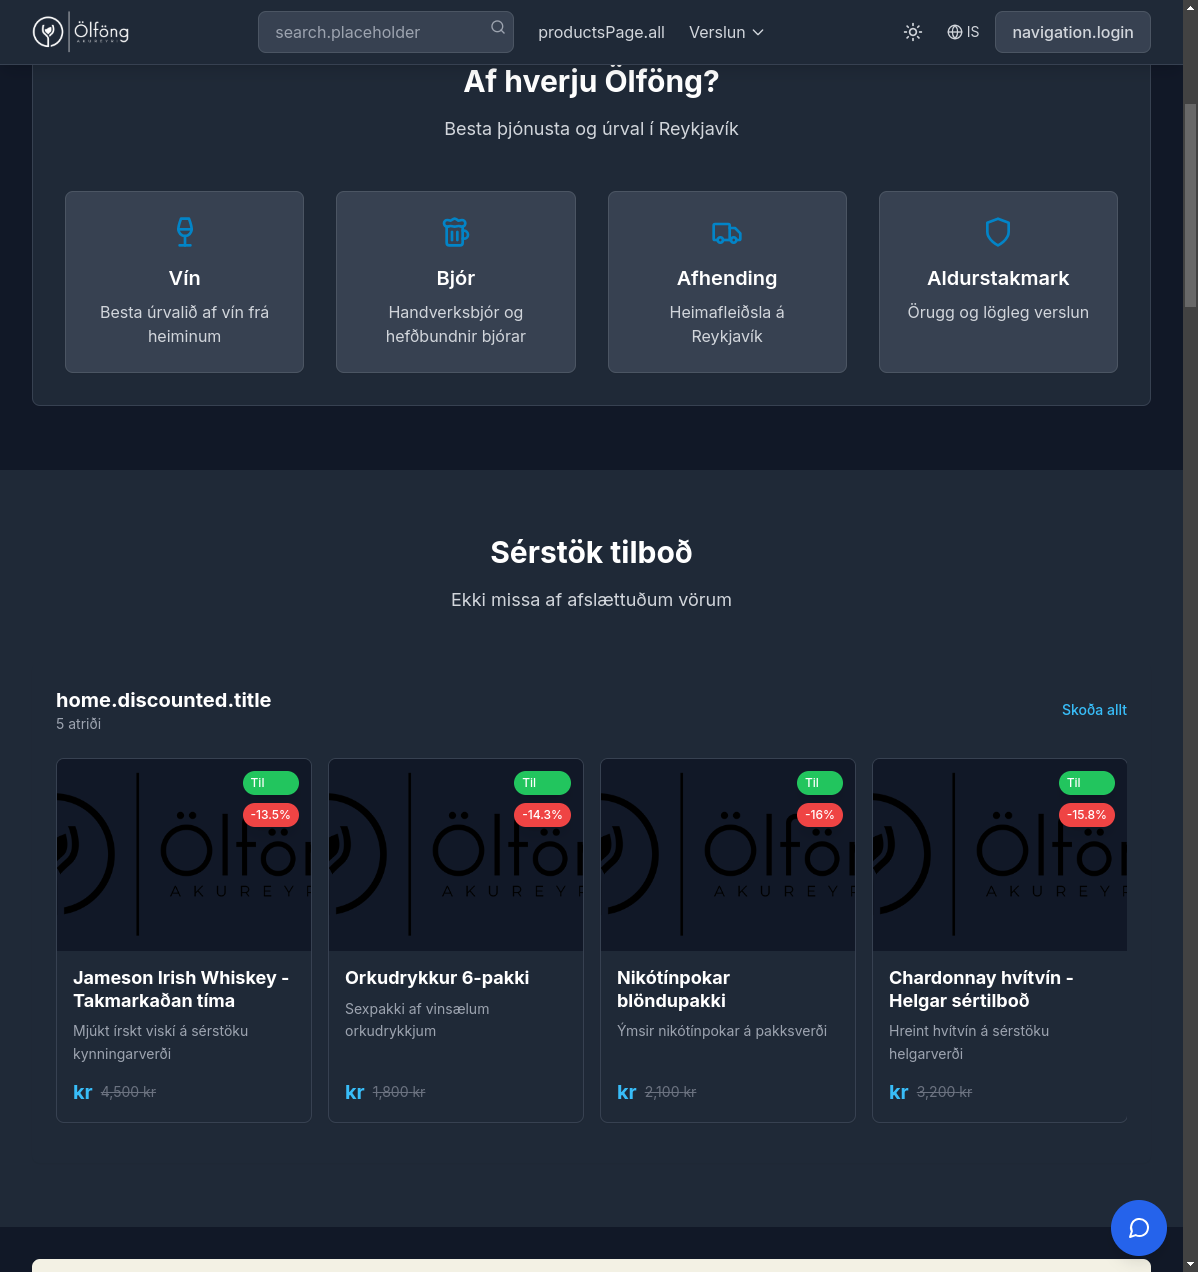 Ölföng
AKUREYRI
search.placeholder
productsPage.all
Verslun
IS
navigation.login
Af hverju Ölföng?
Besta þjónusta og úrval í Reykjavík
Vín
Besta úrvalið af vín frá
heiminum
Bjór
Handverksbjór og
hefðbundnir bjórar
Afhending
Heimafleiðsla á
Reykjavík
Aldurstakmark
Örugg og lögleg verslun
Sérstök tilboð
Ekki missa af afslættuðum vörum
home.discounted.title
5 atriði
Skoða allt
Til
-13.5%
Ölfön
AKUREYR
Jameson Irish Whiskey -
Takmarkaðan tíma
Mjúkt írskt viskí á sérstöku
kynningarverði
kr 4,500 kr
Til
-14.3%
Ölfön
AKUREYR
Orkudrykkur 6-pakki
Sexpakki af vinsælum
orkudrykkjum
kr 1,800 kr
Til
-16%
Ölfön
AKUREYR
Nikótínpokar
blöndupakki
Ýmsir nikótínpokar á pakksverði
kr 2,100 kr
Til
-15.8%
Ölfön
AKUREYR
Chardonnay hvítvín -
Helgar sértilboð
Hreint hvítvín á sérstöku
helgarverði
kr 3,200 kr